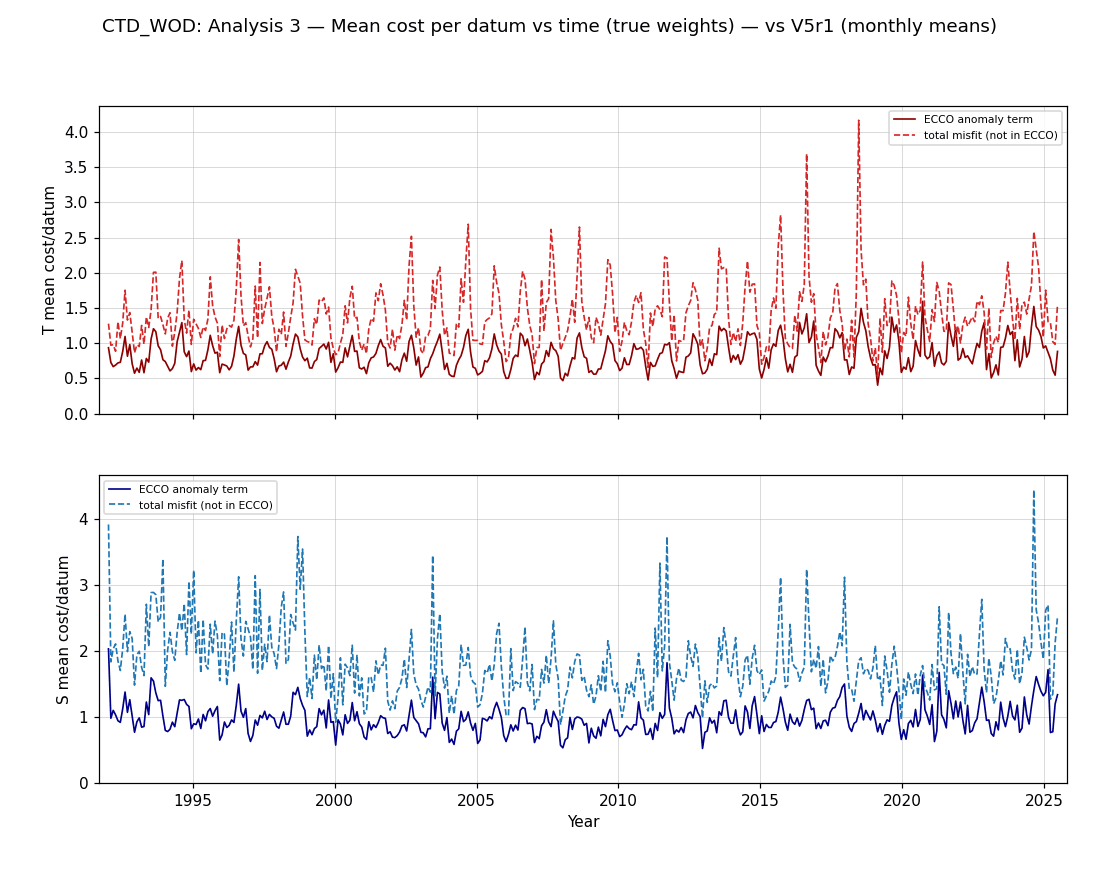 CTD_WOD: Analysis 3 — Mean cost per datum vs time (true weights) — vs V5r1 (monthly means)
T mean cost/datum
4.0
3.5
3.0
2.5
2.0
1.5
1.0
0.5
0.0
ECCO anomaly term
total misfit (not in ECCO)
S mean cost/datum
4
3
2
1
0
ECCO anomaly term
total misfit (not in ECCO)
1995
2000
2005
2010
2015
2020
2025
Year